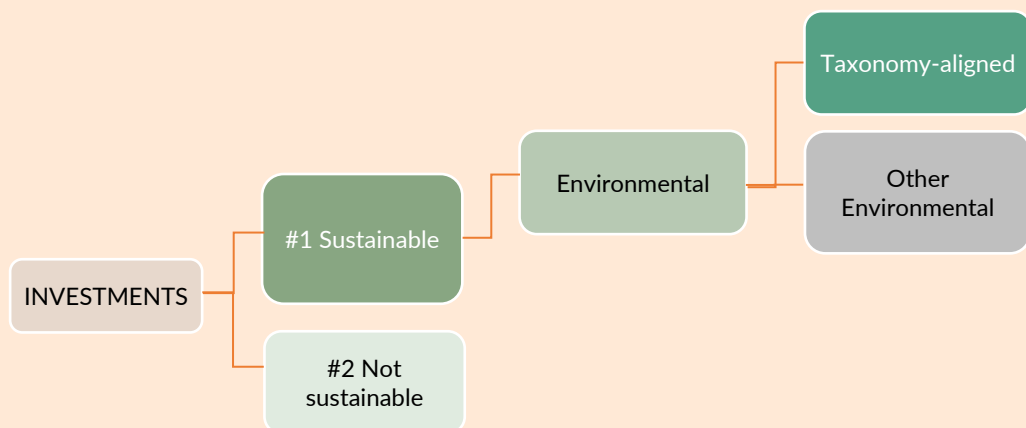 INVESTMENTS
#1 Sustainable
#2 Not
sustainable
Environmental
Taxonomy-aligned
Other
Environmental